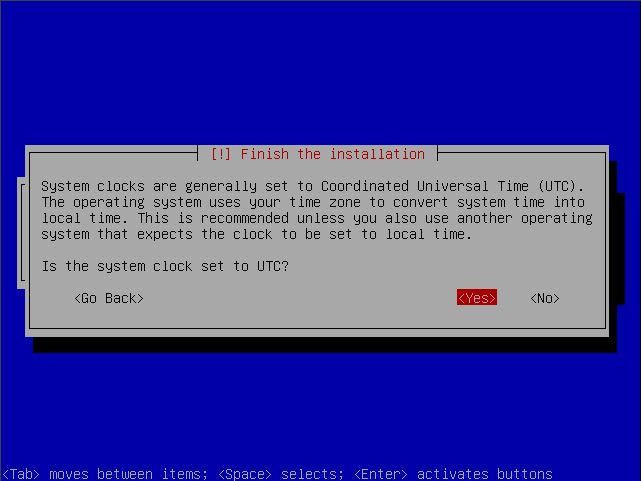 [!] Finish the installation
System clocks are generally set to Coordinated Universal Time (UTC).
The operating system uses your time zone to convert system time into
local time. This is recommended unless you also use another operating
system that expects the clock to be set to local time.
Is the system clock set to UTC?
<Go Back> <Yes> <No>
<Tab> moves between items; <Space> selects; <Enter> activates buttons